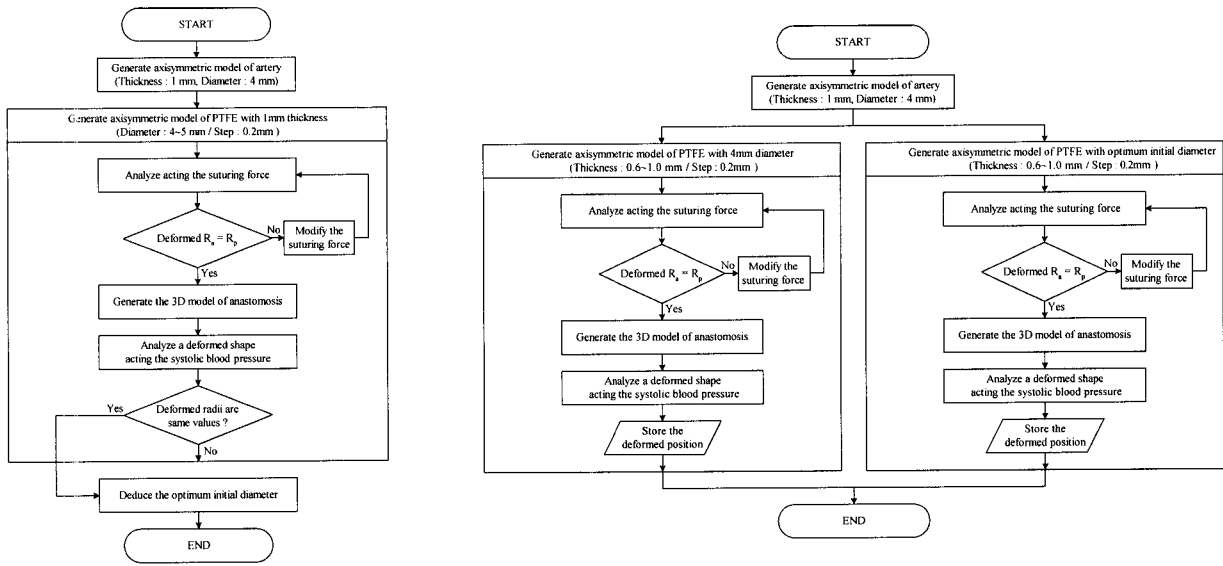 START
Generate axisymmetric model of artery
(Thickness : 1 mm, Diameter : 4 mm)
Generate axisymmetric model of PTFE with 1mm thickness
(Diameter : 4~5 mm / Step : 0.2mm )
Analyze acting the suturing force
Deformed Ra = Rp
No
Modify the
suturing force
Yes
Generate the 3D model of anastomosis
Analyze a deformed shape
acting the systolic blood pressure
Yes
Deformed radii are
same values ?
No
Deduce the optimum initial diameter
END
START
Generate axisymmetric model of artery
(Thickness : 1 mm, Diameter : 4 mm)
Generate axisymmetric model of PTFE with 4mm diameter
(Thickness : 0.6~1.0 mm / Step : 0.2mm )
Analyze acting the suturing force
Deformed Ra = Rp
No
Modify the
suturing force
Yes
Generate the 3D model of anastomosis
Analyze a deformed shape
acting the systolic blood pressure
Store the
deformed position
Generate axisymmetric model of PTFE with optimum initial diameter
(Thickness : 0.6~1.0 mm / Step : 0.2mm )
Analyze acting the suturing force
Deformed Ra = Rp
No
Modify the
suturing force
Yes
Generate the 3D model of anastomosis
Analyze a deformed shape
acting the systolic blood pressure
Store the
deformed position
END